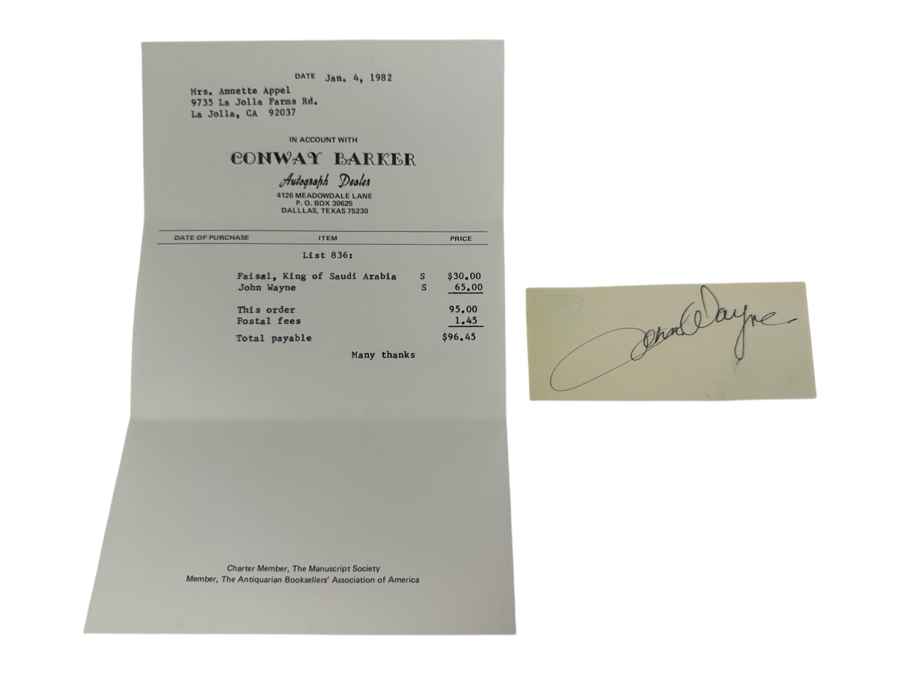 DATE Jan. 4, 1982
Mrs. Annette Appel
9735 La Jolla Farms Rd.
La Jolla, CA 92037
IN ACCOUNT WITH
CONWAY BARKER
Autograph Dealer
4126 MEADOWDALE LANE
P. O. BOX 30625
DALLLAS, TEXAS 75230
DATE OF PURCHASE ITEM PRICE
List 836:
Faisal, King of Saudi Arabia S $30.00
John Wayne S 65.00
This order 95.00
Postal fees 1.45
Total payable $96.45
Many thanks
Charter Member, The Manuscript Society
Member, The Antiquarian Booksellers' Association of America
John Wayne